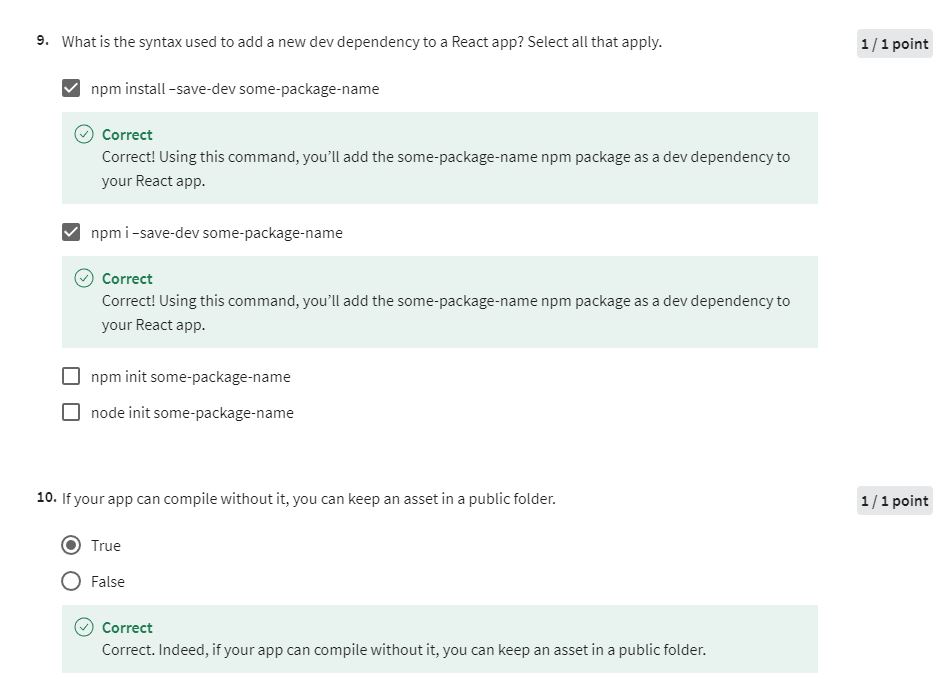 9. What is the syntax used to add a new dev dependency to a React app? Select all that apply.
1 / 1 point
npm install –save-dev some-package-name
Correct
Correct! Using this command, you’ll add the some-package-name npm package as a dev dependency to
your React app.
npm i –save-dev some-package-name
Correct
Correct! Using this command, you’ll add the some-package-name npm package as a dev dependency to
your React app.
npm init some-package-name
node init some-package-name
10. If your app can compile without it, you can keep an asset in a public folder.
1 / 1 point
True
False
Correct
Correct. Indeed, if your app can compile without it, you can keep an asset in a public folder.